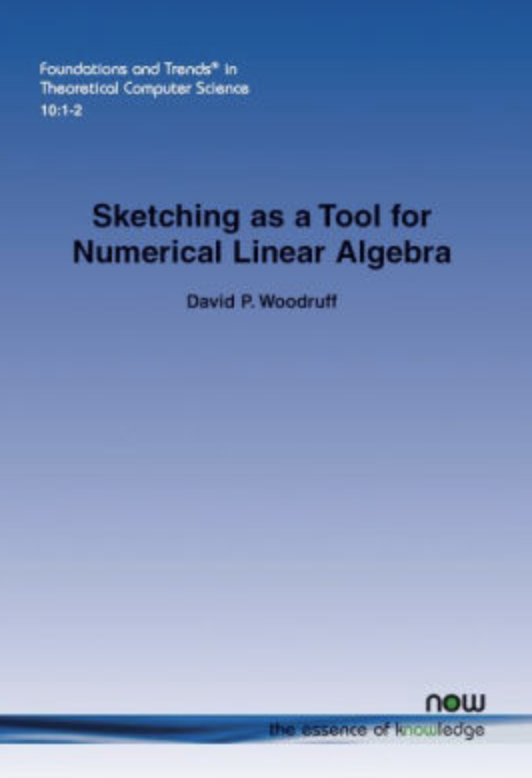 Foundations and Trends® in
Theoretical Computer Science
10:1-2
Sketching as a Tool for
Numerical Linear Algebra
David P. Woodruff
now
the essence of knowledge